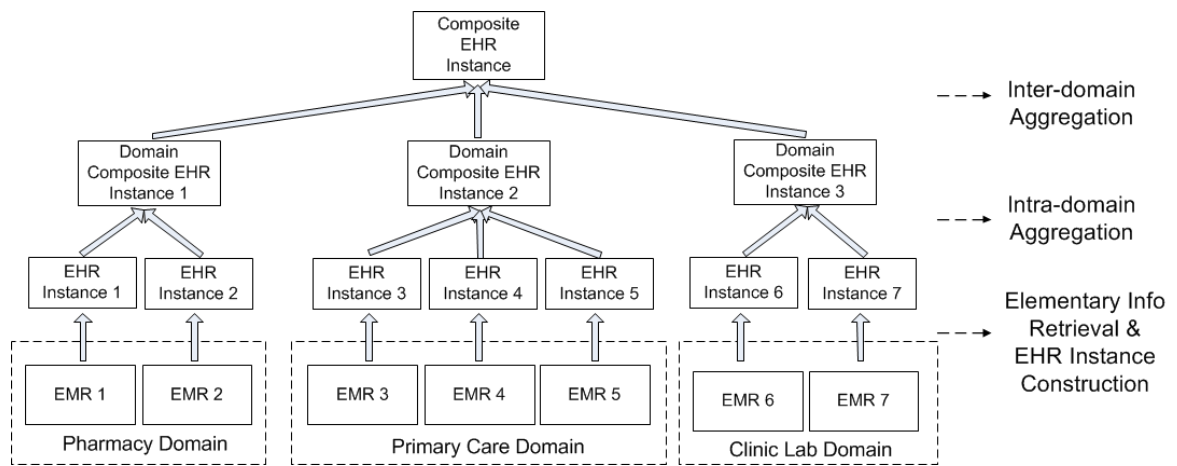 Composite
EHR
Instance
Inter-domain
Aggregation
Domain
Composite EHR
Instance 1
Domain
Composite EHR
Instance 2
Domain
Composite EHR
Instance 3
Intra-domain
Aggregation
EHR
Instance 1
EHR
Instance 2
EHR
Instance 3
EHR
Instance 4
EHR
Instance 5
EHR
Instance 6
EHR
Instance 7
Elementary Info
Retrieval &
EHR Instance
Construction
EMR 1
EMR 2
EMR 3
EMR 4
EMR 5
EMR 6
EMR 7
Pharmacy Domain
Primary Care Domain
Clinic Lab Domain